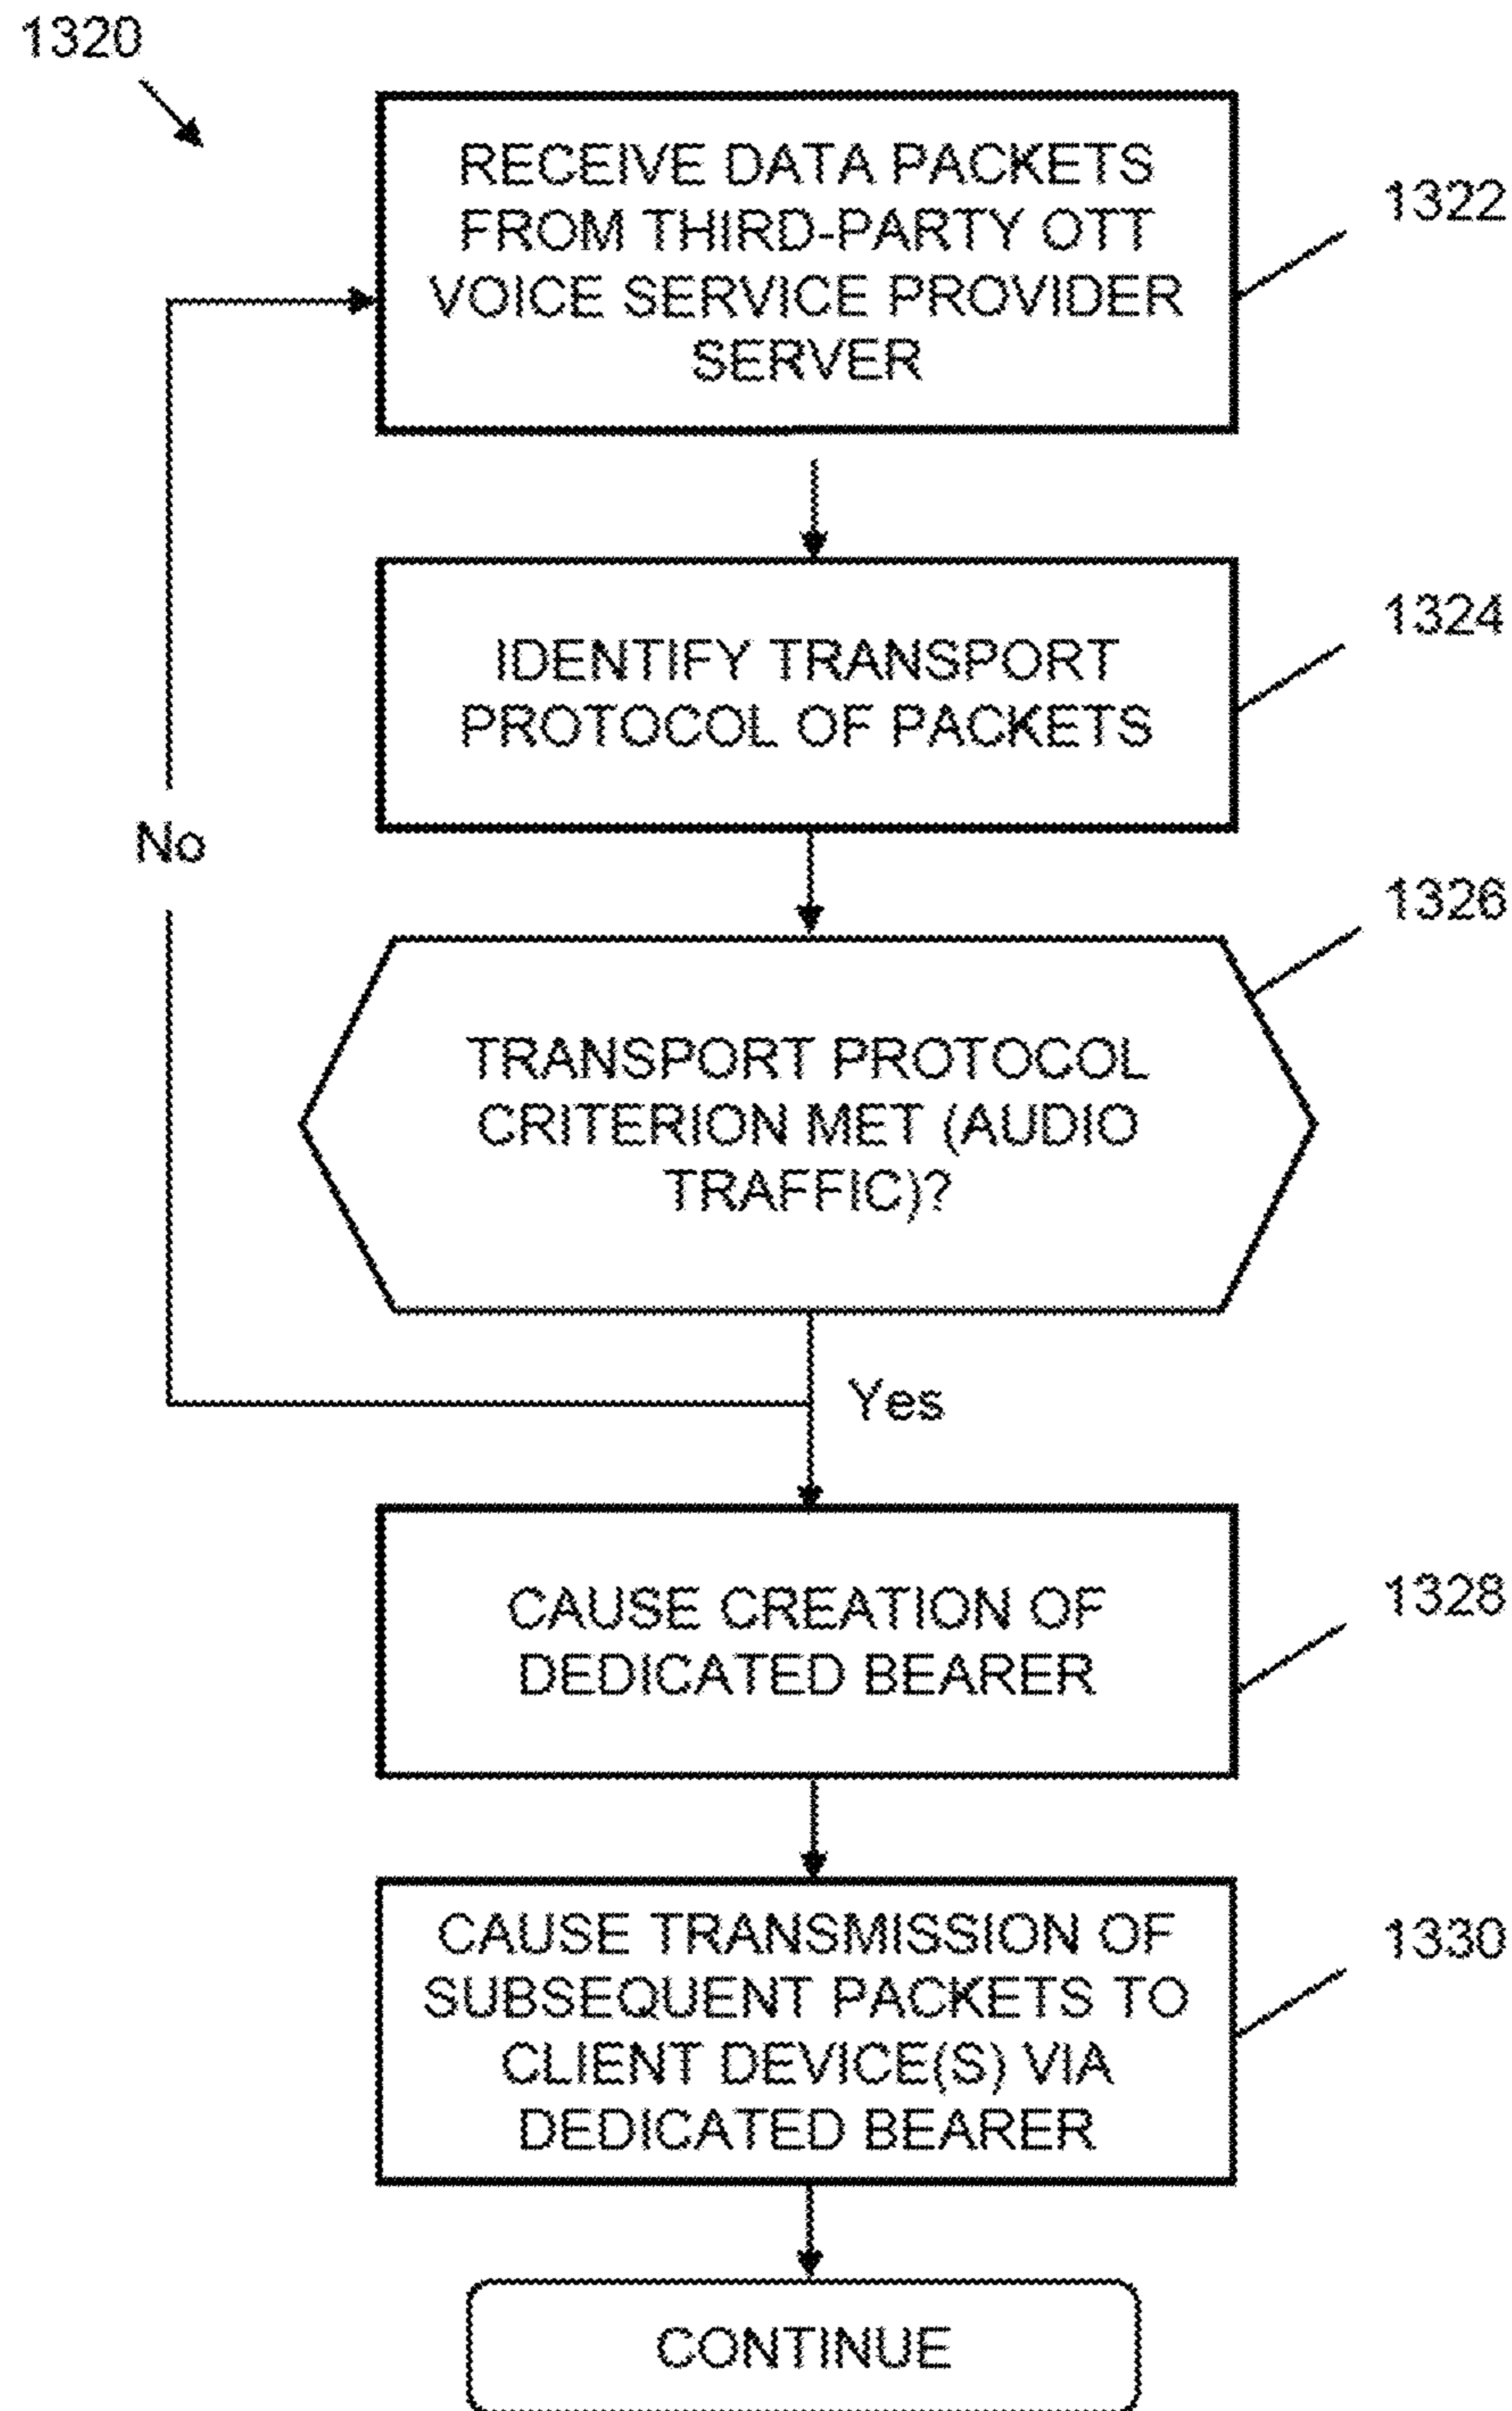 1320
RECEIVE DATA PACKETS
FROM THIRD-PARTY OTT
VOICE SERVICE PROVIDER
SERVER
1322
IDENTIFY TRANSPORT
PROTOCOL OF PACKETS
1324
No
TRANSPORT PROTOCOL
CRITERION MET (AUDIO
TRAFFIC)?
1326
Yes
CAUSE CREATION OF
DEDICATED BEARER
1328
CAUSE TRANSMISSION OF
SUBSEQUENT PACKETS TO
CLIENT DEVICE(S) VIA
DEDICATED BEARER
1330
CONTINUE